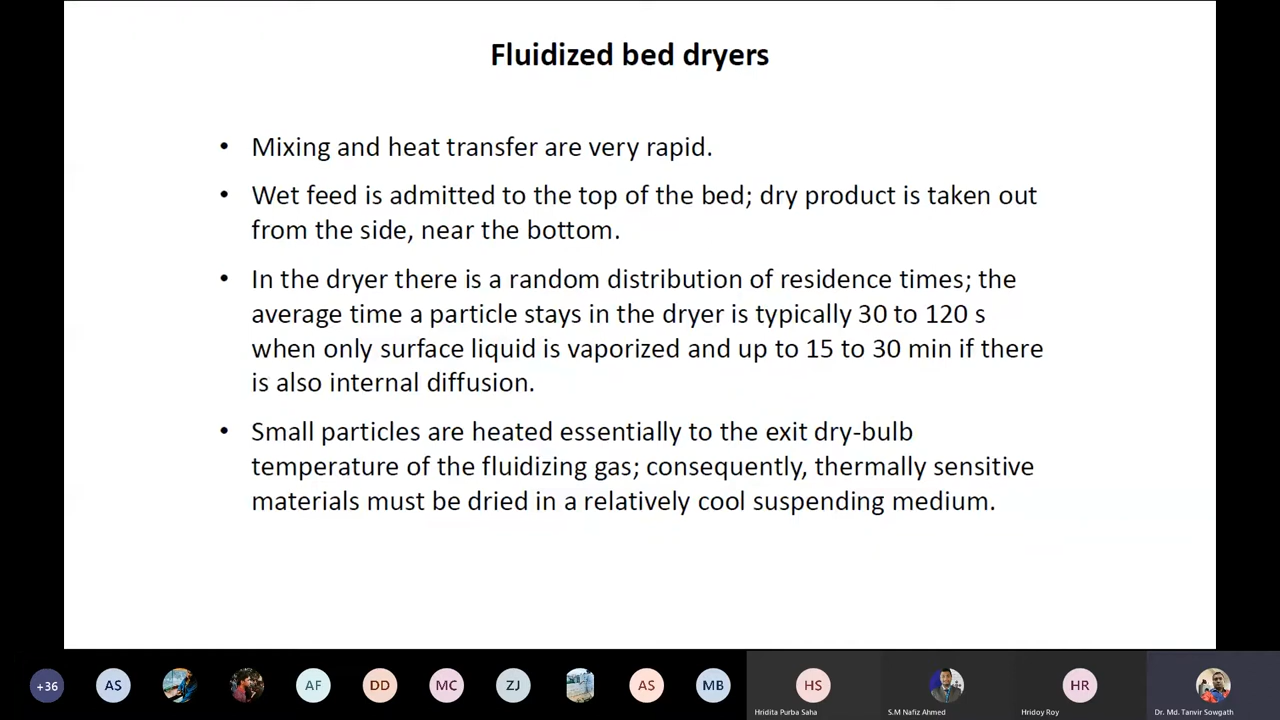 Fluidized bed dryers
• Mixing and heat transfer are very rapid.
• Wet feed is admitted to the top of the bed; dry product is taken out
from the side, near the bottom.
• In the dryer there is a random distribution of residence times; the
average time a particle stays in the dryer is typically 30 to 120 s
when only surface liquid is vaporized and up to 15 to 30 min if there
is also internal diffusion.
• Small particles are heated essentially to the exit dry-bulb
temperature of the fluidizing gas; consequently, thermally sensitive
materials must be dried in a relatively cool suspending medium.
+36 AS AF DD MC ZJ AS MB HS HR
Hridita Purba Saha S.M Nafiz Ahmed Hridoy Roy Dr. Md. Tanvir Sowgath